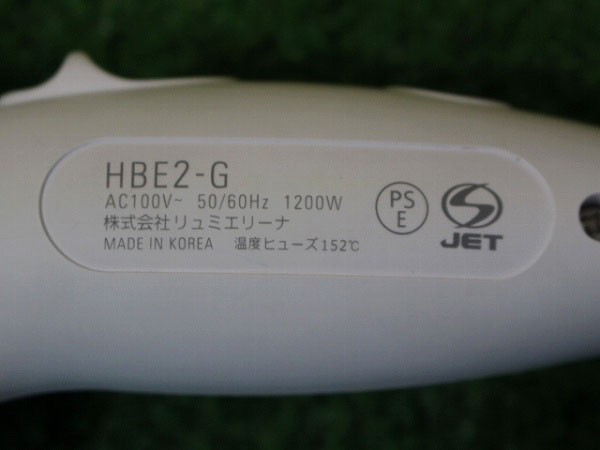 HBE2-G
AC100V~ 50/60Hz 1200W
株式会社リュミエリーナ
MADE IN KOREA 温度ヒューズ152℃
PS
E
S
JET